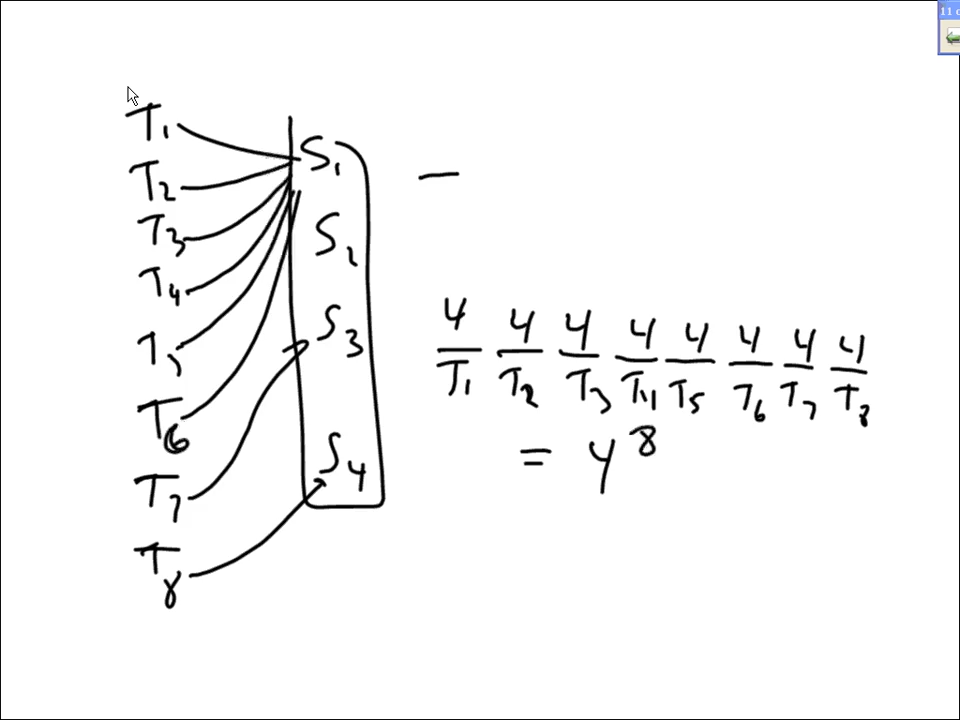 T1
S1
T2
T3
S2
T4
S3
4 4 4 4 4 4 4 4
T5
T1 T2 T3 T4 T5 T6 T7 T8
T6
= 4^8
S4
T7
T8
11 o